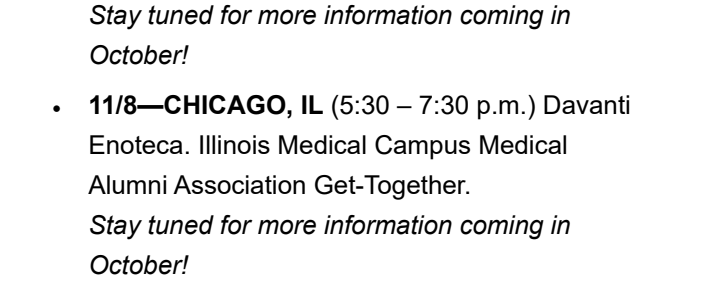 Stay tuned for more information coming in
October!
• 11/8—CHICAGO, IL (5:30 – 7:30 p.m.) Davanti
Enoteca. Illinois Medical Campus Medical
Alumni Association Get-Together.
Stay tuned for more information coming in
October!